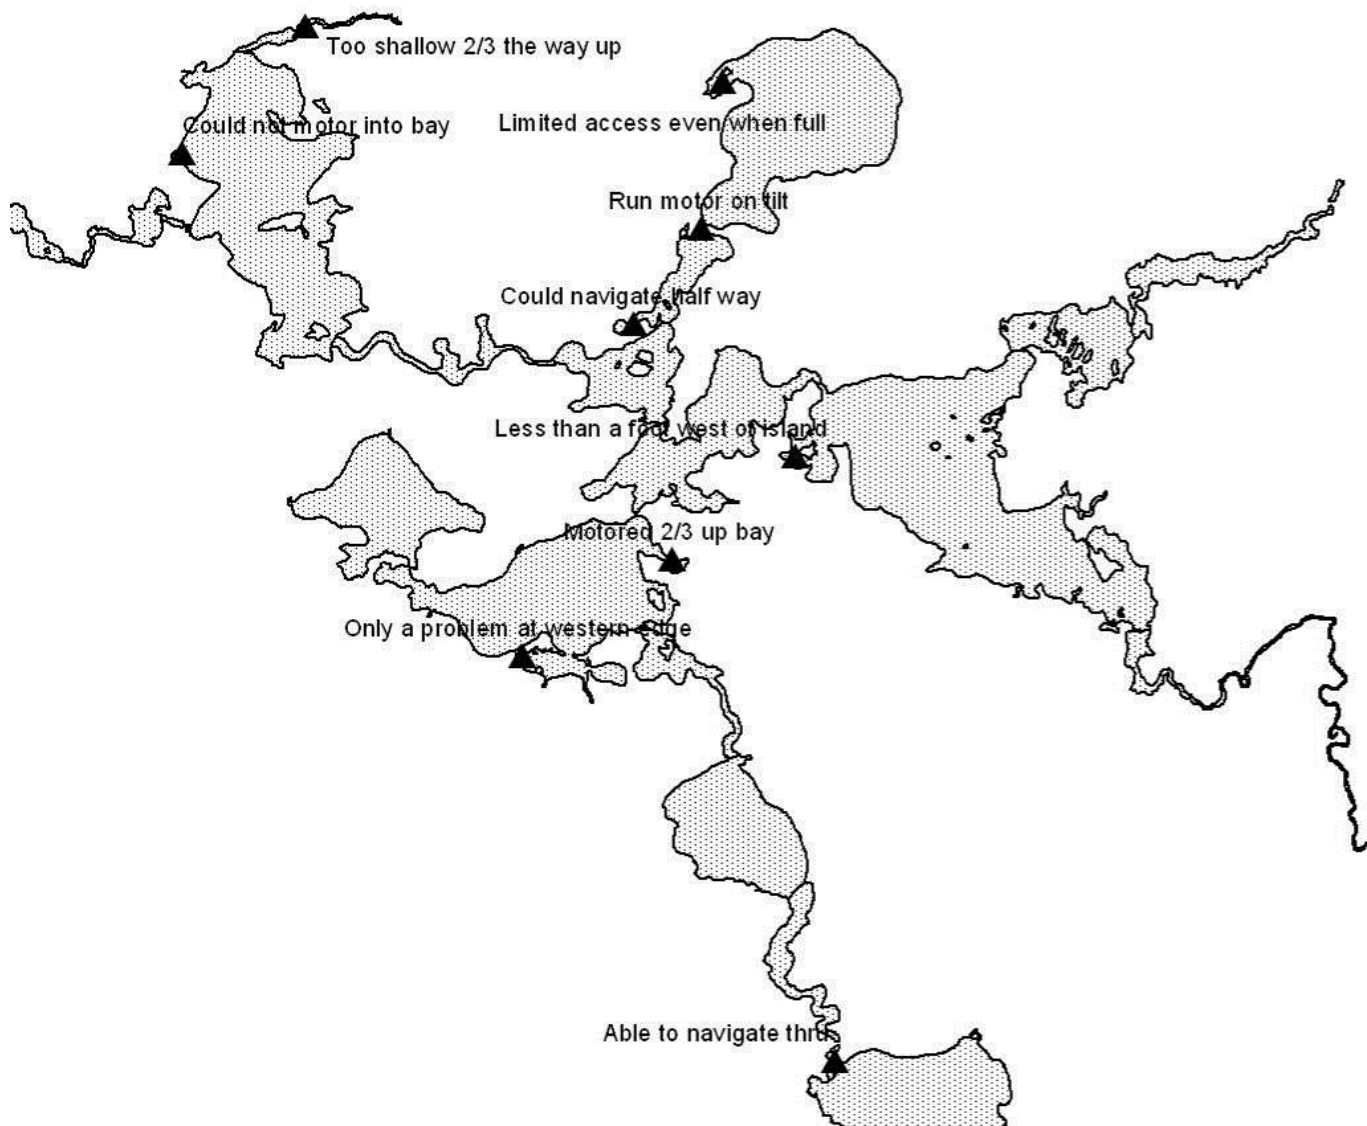 Too shallow 2/3 the way up
Could not motor into bay
Limited access even when full
Run motor on tilt
Could navigate half way
Less than a foot west of island
Motored 2/3 up bay
Only a problem at western edge
Able to navigate thru